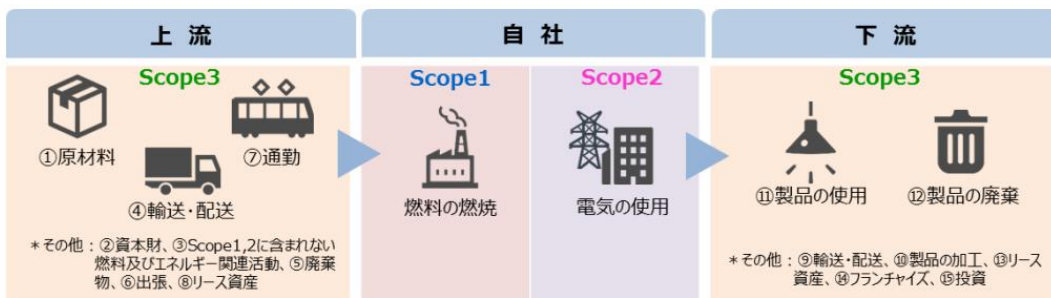 上流
自社
下流
Scope3
①原材料
⑦通勤
④輸送・配送
＊その他：②資本財、③Scope1,2に含まれない
燃料及びエネルギー関連活動、⑤廃棄
物、⑥出張、⑧リース資産
Scope1
燃料の燃焼
Scope2
電気の使用
Scope3
⑪製品の使用
⑫製品の廃棄
＊その他：⑨輸送・配送、⑩製品の加工、⑬リース
資産、⑭フランチャイズ、⑮投資